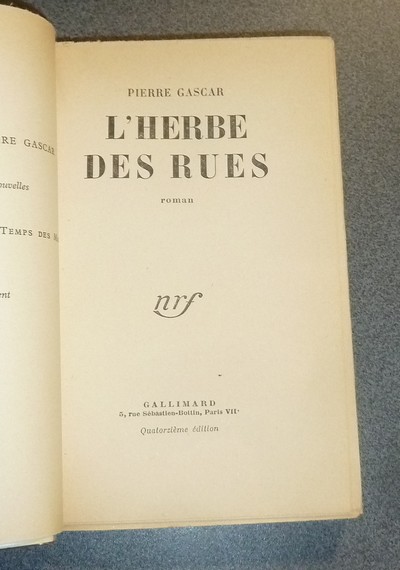 RE GASCAR
ouvelles
TEMPS DES
ent
PIERRE GASCAR
L'HERBE
DES RUES
roman
nrf
GALLIMARD
5, rue Sébastien-Bottin, Paris VIIᵉ
Quatorzième édition